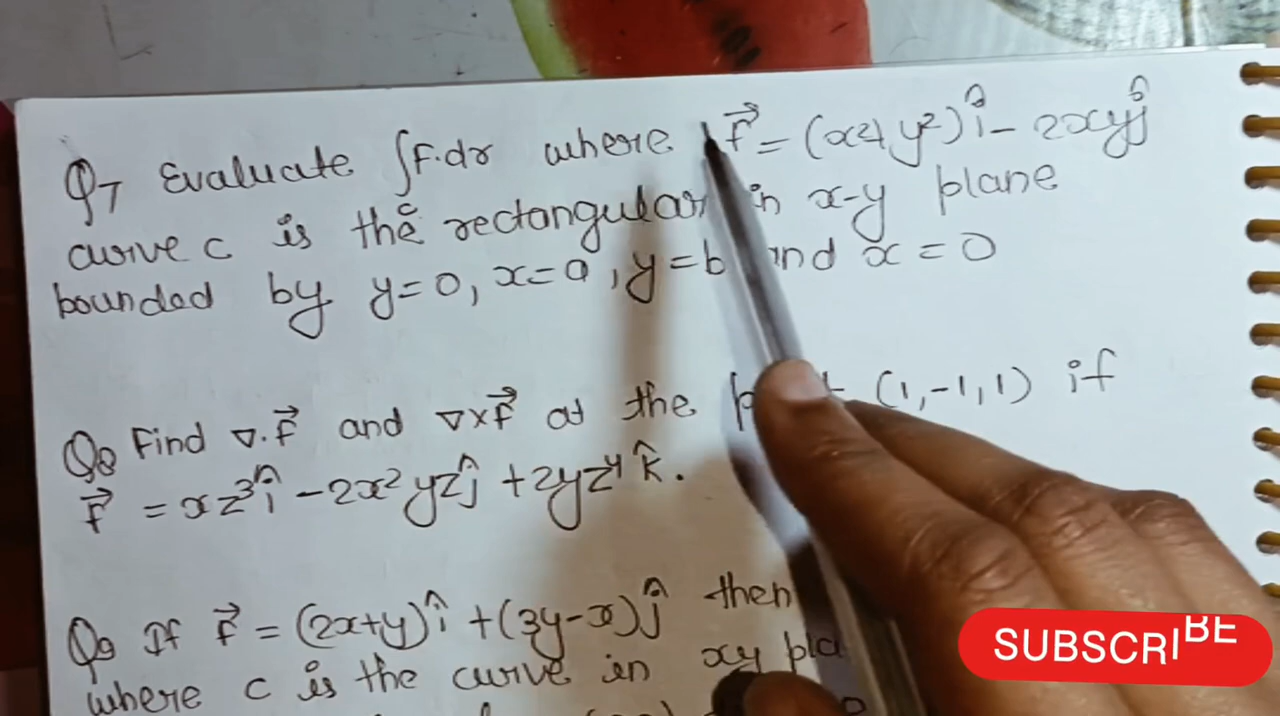 Q7 Evaluate ∫_c F.dr where F⃗ = (x²+y²)î - 2xyĵ
curve c is the rectangular in x-y plane
bounded by y=0, x=a, y=b and x=0
Q8 Find ∇.F⃗ and ∇×F⃗ at the (1,-1,1) if
F⃗ = xz³î - 2x²yzĵ + 2yz⁴k̂.
Q9 If F⃗ = (2x+y)î + (3y-x)ĵ then
where c is the curve in xy
SUBSCRIBE